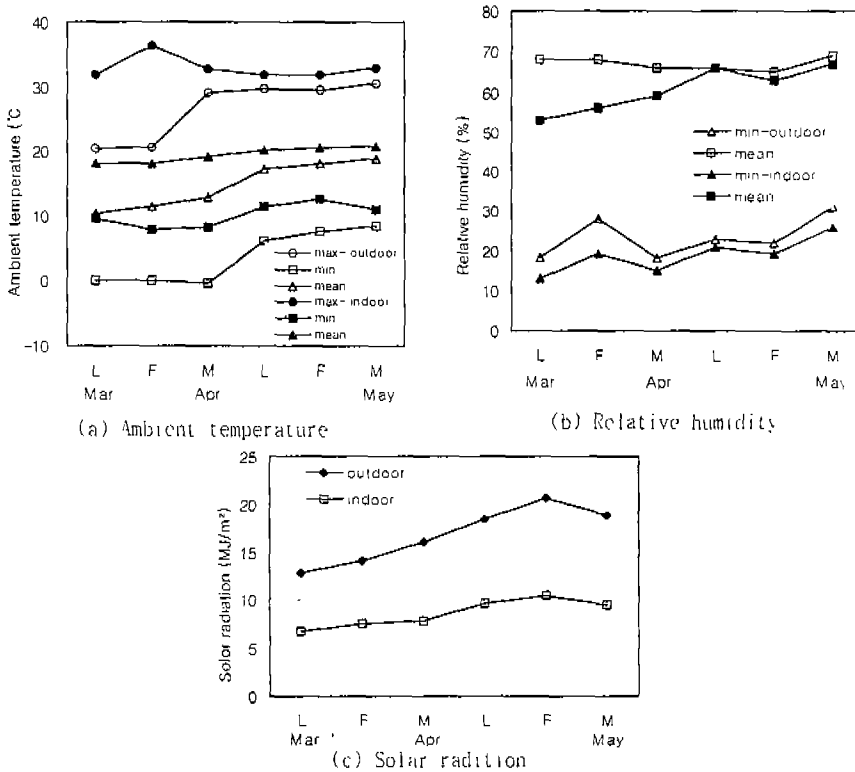 40
30
20
10
0
-10
Ambient temperature (℃
max-outdoor
min
mean
max-indoor
min
mean
L F M L F M
Mar Apr May
(a) Ambient temperature
80
70
60
50
40
30
20
10
0
Relative humidity (%)
min-outdoor
mean
min-indoor
mean
L F M L F M
Mar Apr May
(b) Relative humidity
25
20
15
10
5
0
Solor radiation (MJ/m²)
outdoor
indoor
L F M L F M
Mar Apr May
(c) Solar radition